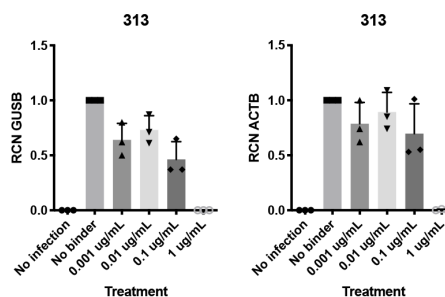 313
1.5
1.0
0.5
0.0
RCN GUSB
No infection
No binder
0.001 ug/mL
0.01 ug/mL
0.1 ug/mL
1 ug/mL
Treatment
313
1.5
1.0
0.5
0.0
RCN ACTB
No infection
No binder
0.001 ug/mL
0.01 ug/mL
0.1 ug/mL
1 ug/mL
Treatment